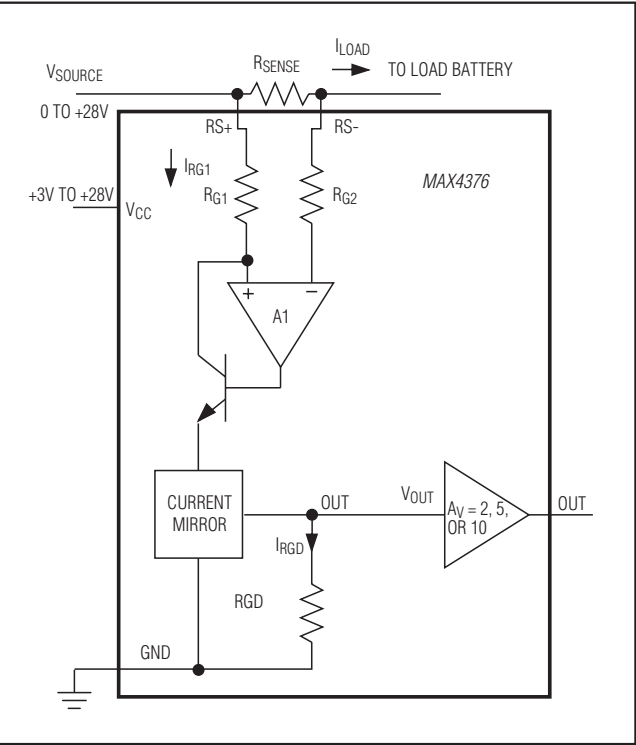 ILOAD
RSENSE
VSOURCE
TO LOAD BATTERY
0 TO +28V
RS+
RS-
IRG1
MAX4376
RG1
RG2
+3V TO +28V
VCC
+
−
A1
CURRENT
MIRROR
OUT
VOUT
AV = 2, 5,
OR 10
OUT
IRGD
RGD
GND